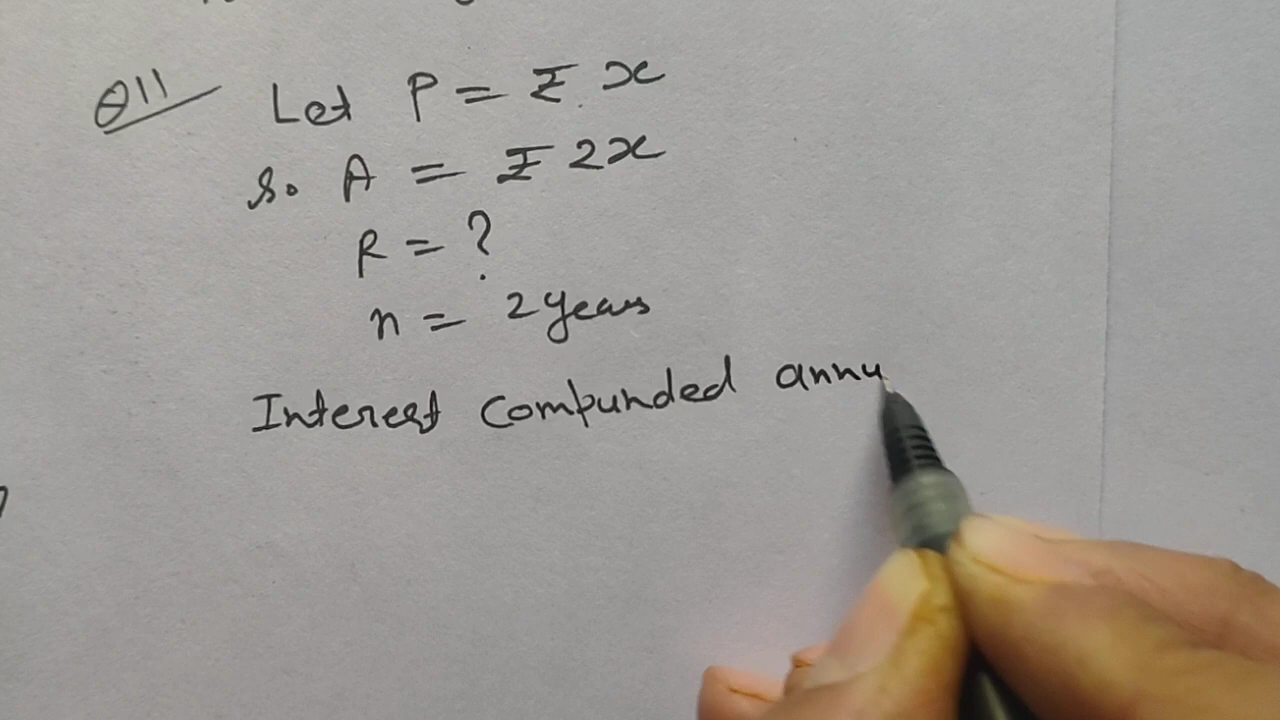 Q11 Let P = ₹ x
So A = ₹ 2x
R = ?
n = 2 years
Interest compunded annu